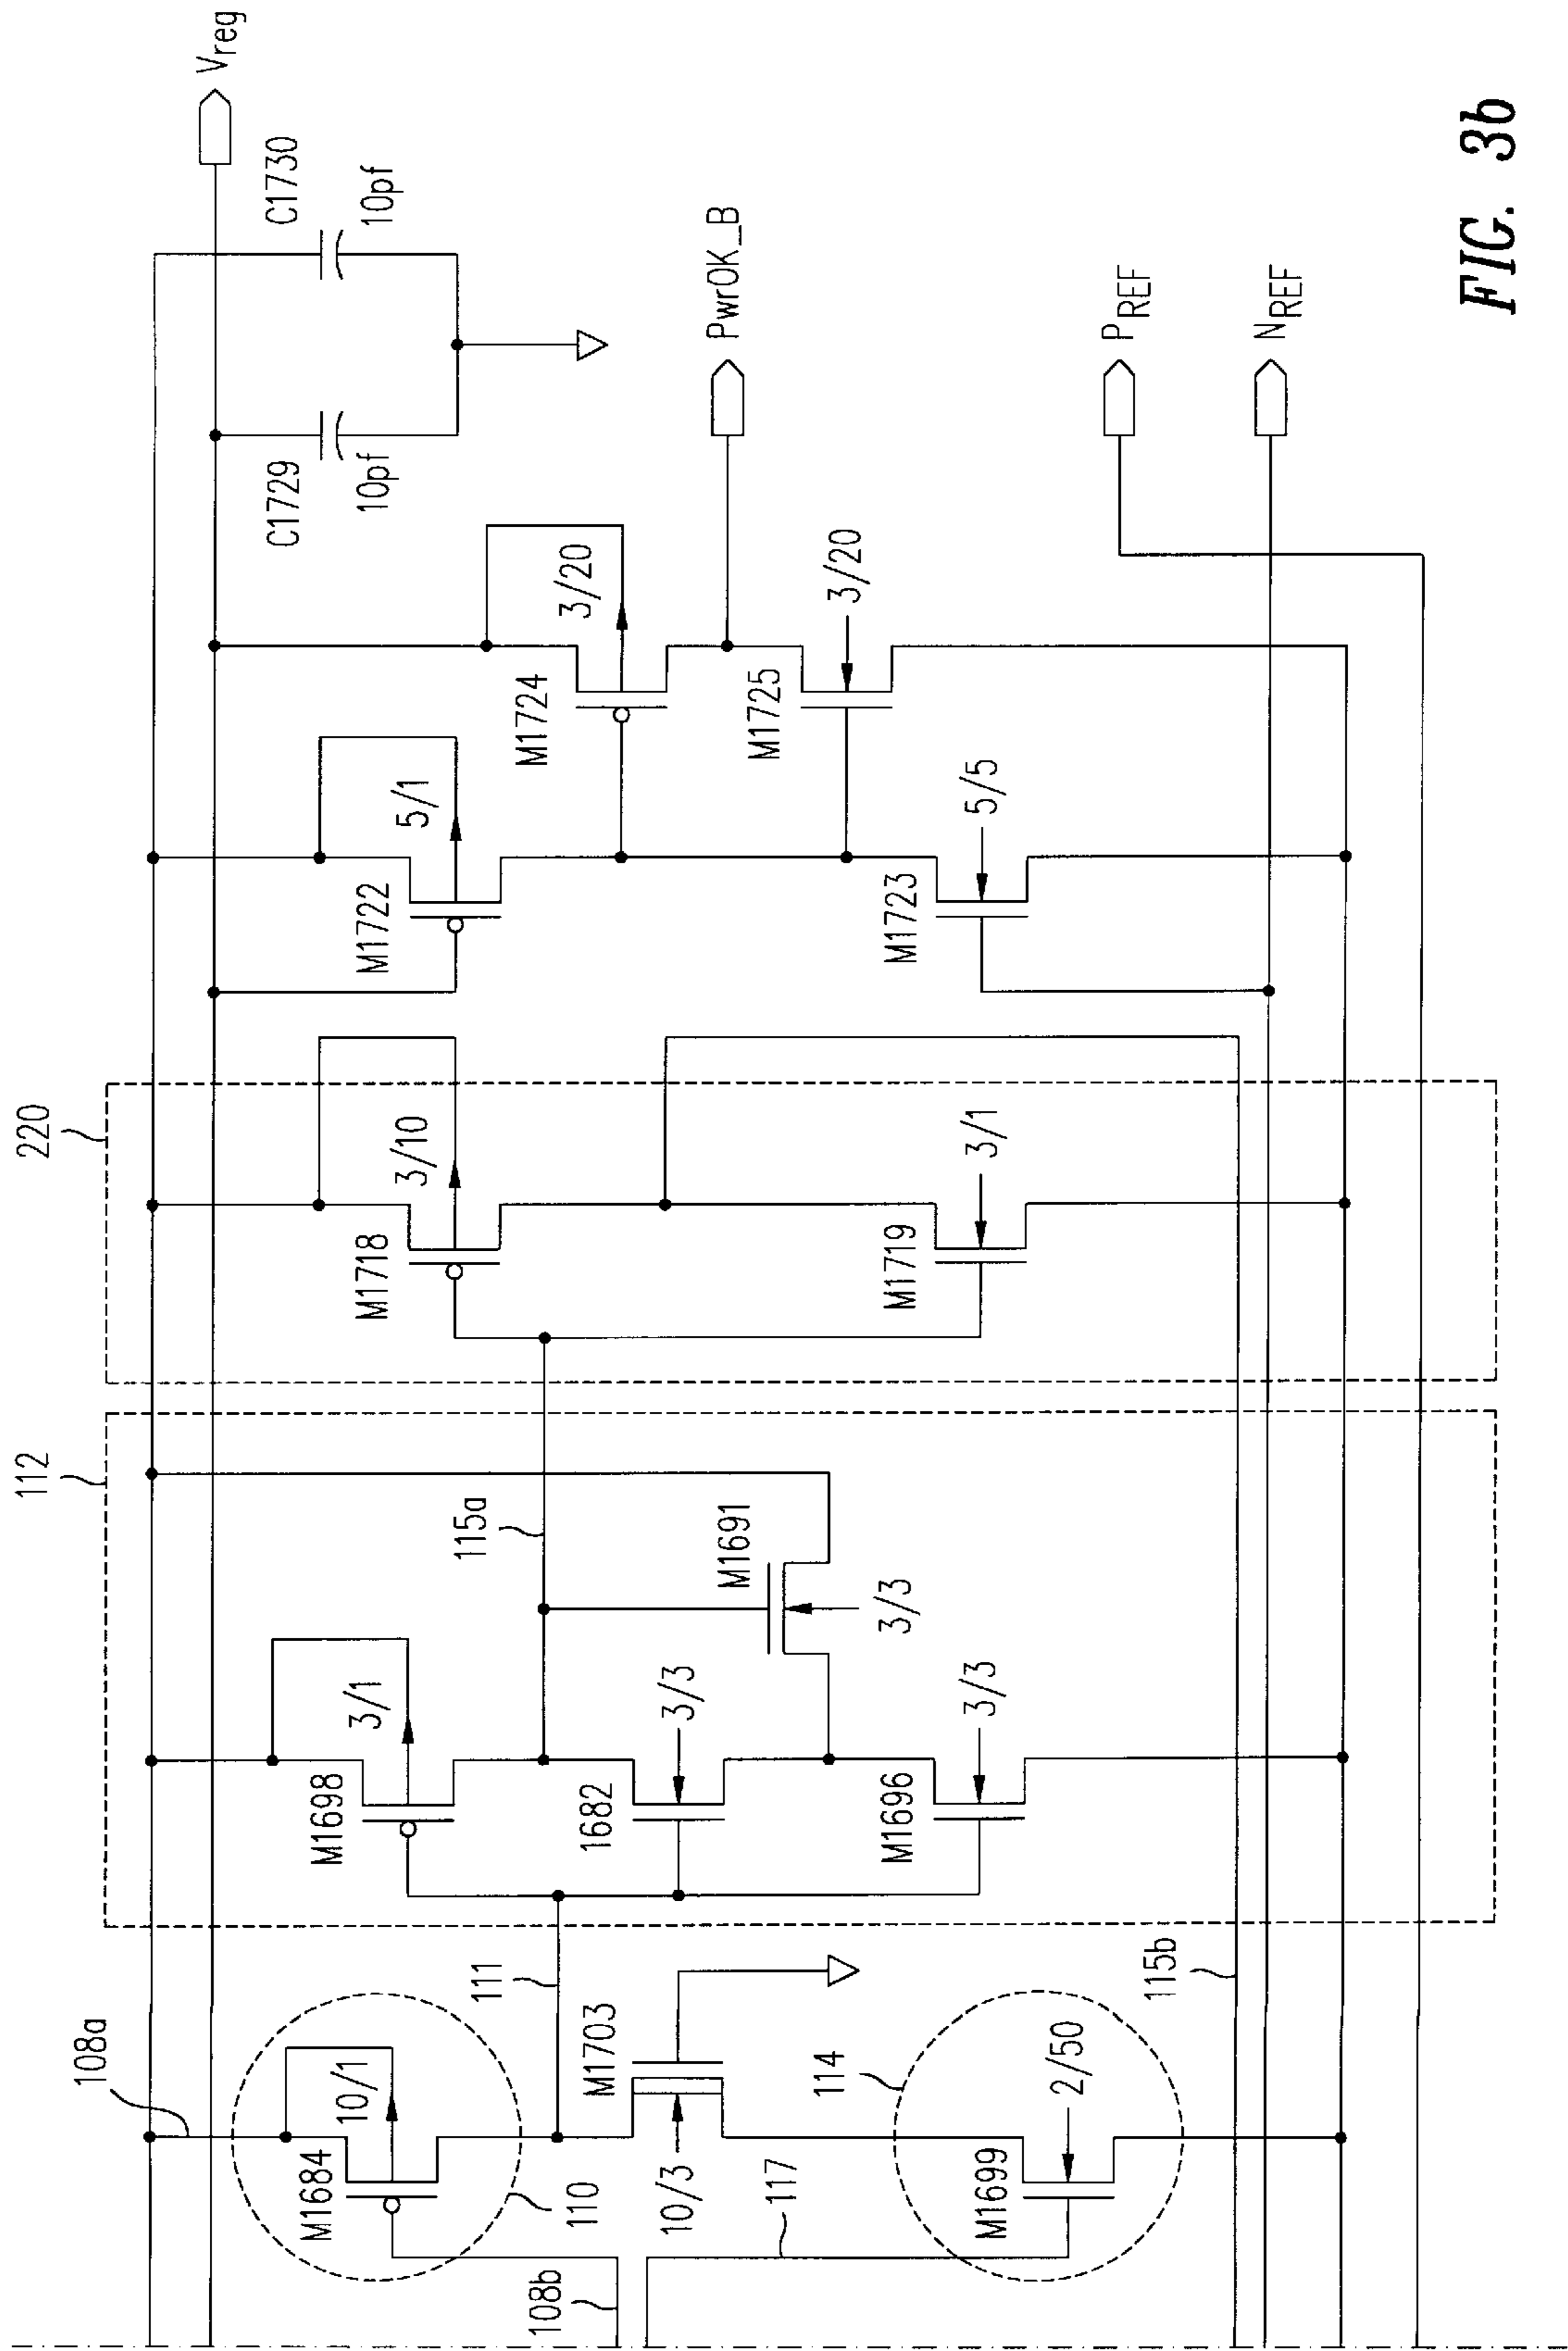 108a
M1684
10/1
110
108b
111
M1703
10/3
117
114
M1699
2/50
115b
112
M1698
3/1
1682
3/3
M1696
3/3
115a
M1691
3/3
220
M1718
3/10
M1719
3/1
M1722
5/1
M1723
5/5
M1724
3/20
M1725
3/20
C1729
10pf
C1730
10pf
Vreg
PwrOK_B
PREF
NREF
FIG. 3b